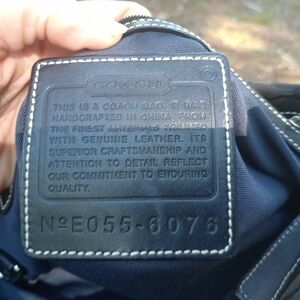 COACH
THIS IS A COACH BAG. IT WAS
HANDCRAFTED IN CHINA FROM
THE FINEST MATERIALS TRIMMED
WITH GENUINE LEATHER. ITS
SUPERIOR CRAFTSMANSHIP AND
ATTENTION TO DETAIL REFLECT
OUR COMMITMENT TO ENDURING
QUALITY.
NºE055-6076